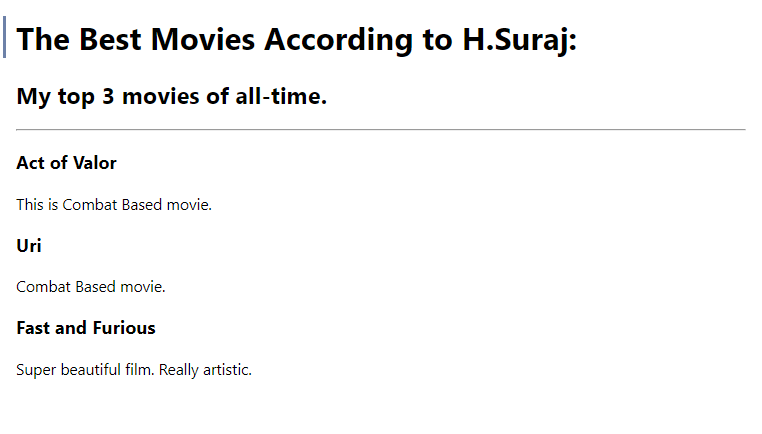 The Best Movies According to H.Suraj:
My top 3 movies of all-time.
Act of Valor
This is Combat Based movie.
Uri
Combat Based movie.
Fast and Furious
Super beautiful film. Really artistic.